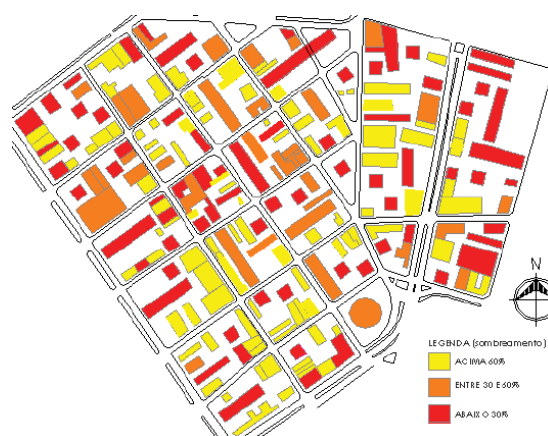 N
LEGENDA (sombreamento)
ACIMA 60%
ENTRE 30 E 60%
ABAIXO 30%